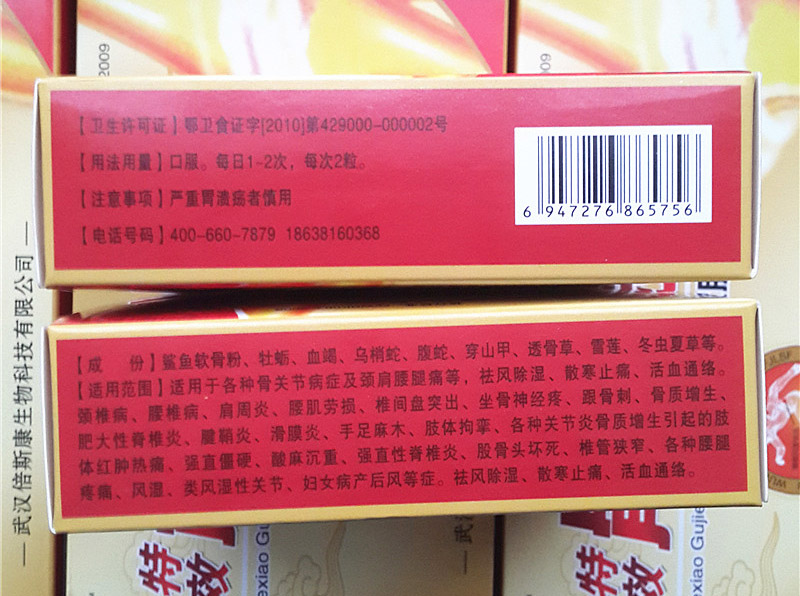 2009
2009
【卫生许可证】鄂卫食证字[2010]第429000-000002号
【用法用量】口服。每日1-2次，每次2粒。
【注意事项】严重胃溃疡者慎用
【电话号码】400-660-7879 18638160368
6 947276 865756
【成 份】鲨鱼软骨粉、牡蛎、血竭、乌梢蛇、腹蛇、穿山甲、透骨草、雪莲、冬虫夏草等。
【适用范围】适用于各种骨关节病症及颈肩腰腿痛等，祛风除湿、散寒止痛、活血通络。
颈椎病、腰椎病、肩周炎、腰肌劳损、椎间盘突出、坐骨神经疼、跟骨刺、骨质增生、
肥大性脊椎炎、腱鞘炎、滑膜炎、手足麻木、肢体拘挛、各种关节炎骨质增生引起的肢
体红肿热痛、强直僵硬、酸麻沉重、强直性脊椎炎、股骨头坏死、椎管狭窄、各种腰腿
疼痛、风湿、类风湿性关节、妇女病产后风等症。祛风除湿、散寒止痛、活血通络。
武汉倍斯康生物科技有限公司
特效
exiao Gu
特效
exiao Gujie